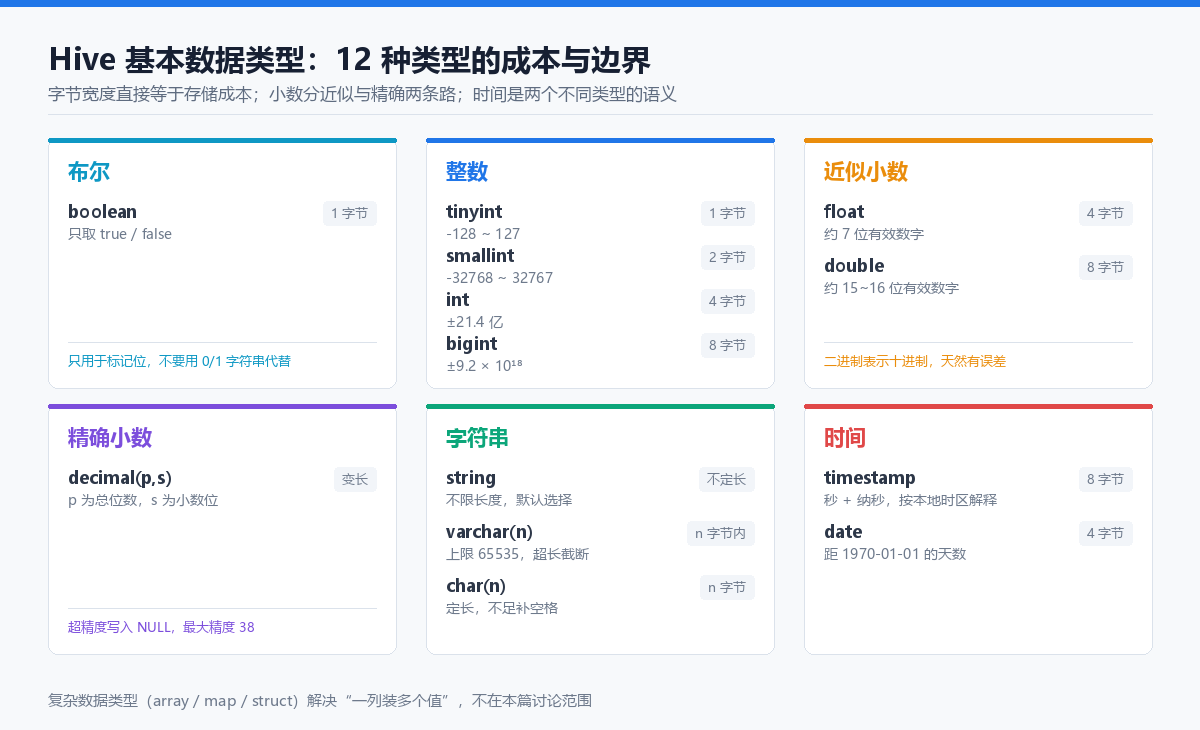 Hive 基本数据类型：12 种类型的成本与边界
字节宽度直接等于存储成本；小数分近似与精确两条路；时间是两个不同类型的语义
布尔
boolean 1 字节
只取 true / false
只用于标记位，不要用 0/1 字符串代替
整数
tinyint 1 字节
-128 ~ 127
smallint 2 字节
-32768 ~ 32767
int 4 字节
±21.4 亿
bigint 8 字节
±9.2 × 10¹⁸
近似小数
float 4 字节
约 7 位有效数字
double 8 字节
约 15~16 位有效数字
二进制表示十进制，天然有误差
精确小数
decimal(p,s) 变长
p 为总位数，s 为小数位
超精度写入 NULL，最大精度 38
字符串
string 不定长
不限长度，默认选择
varchar(n) n 字节内
上限 65535，超长截断
char(n) n 字节
定长，不足补空格
时间
timestamp 8 字节
秒 + 纳秒，按本地时区解释
date 4 字节
距 1970-01-01 的天数
复杂数据类型（array / map / struct）解决“一列装多个值”，不在本篇讨论范围